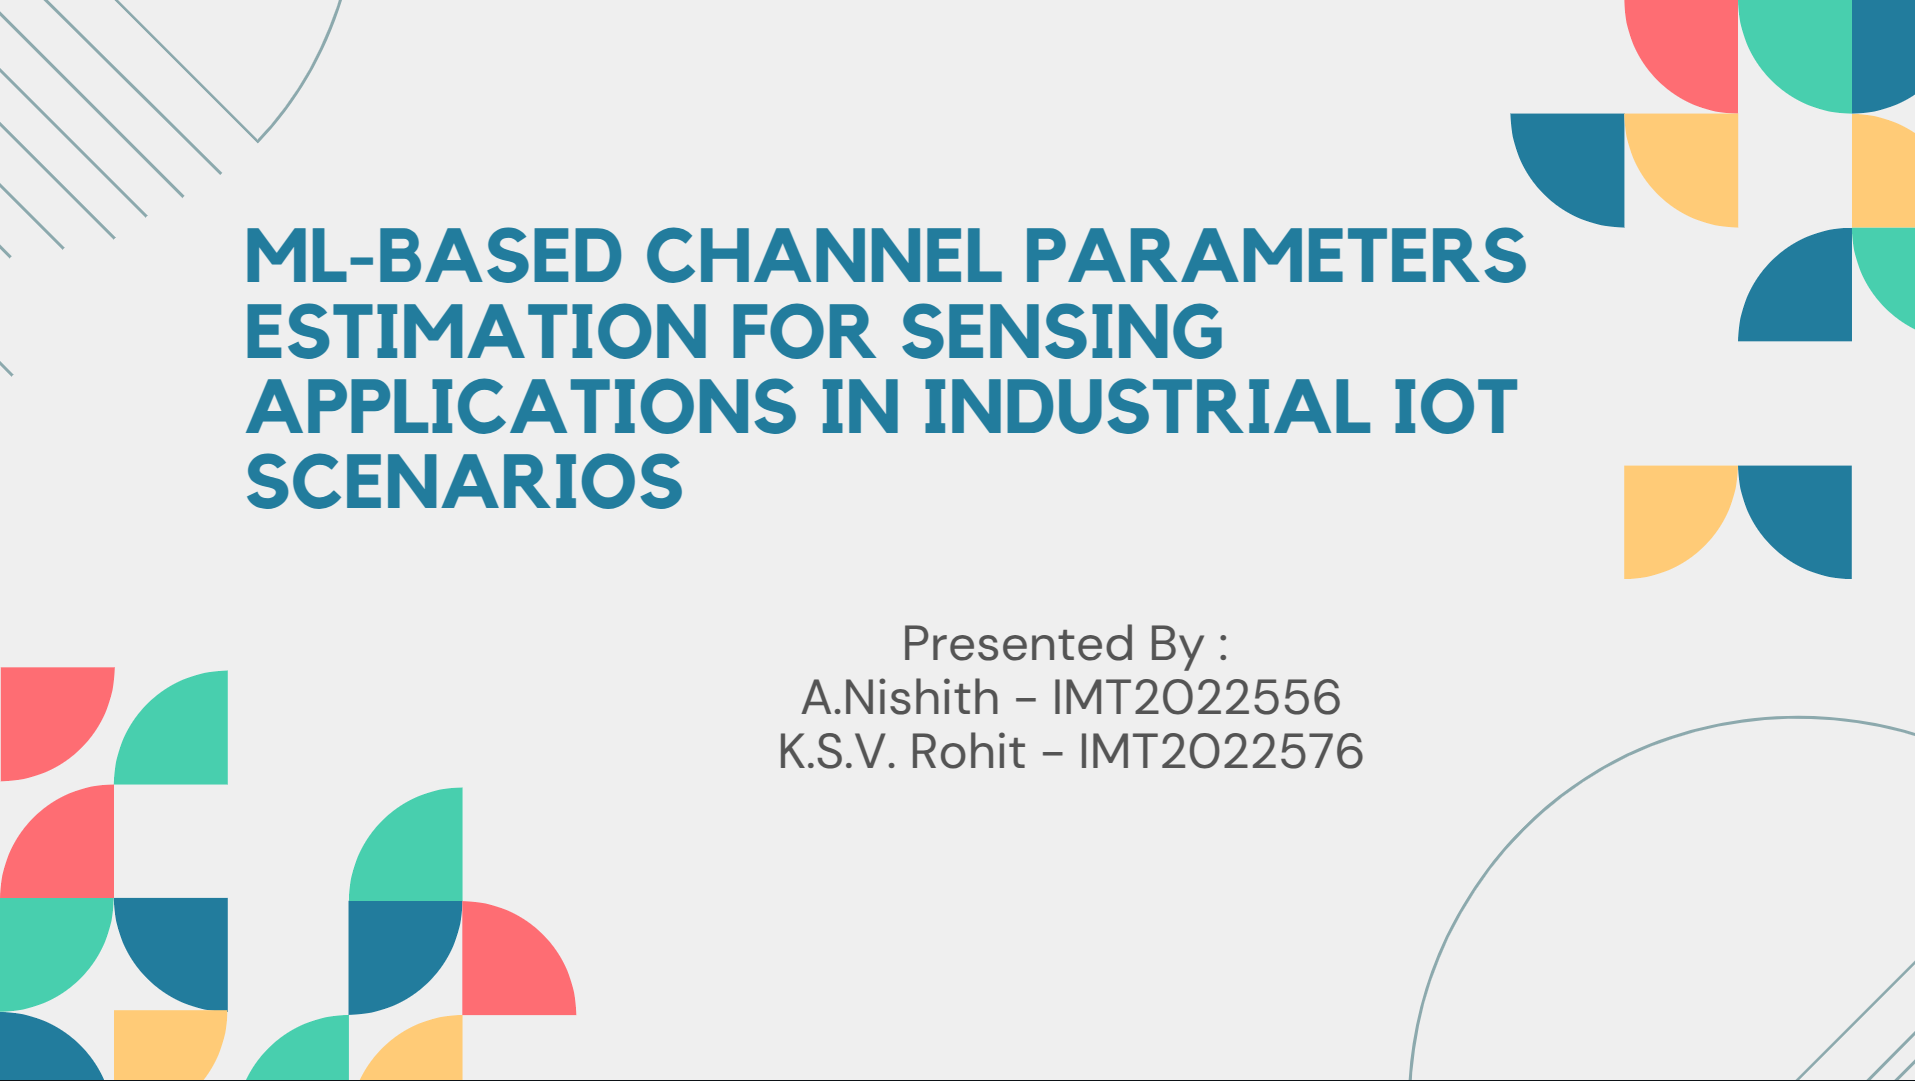 ML-BASED CHANNEL PARAMETERS
ESTIMATION FOR SENSING
APPLICATIONS IN INDUSTRIAL IOT
SCENARIOS
Presented By :
A.Nishith - IMT2022556
K.S.V. Rohit - IMT2022576